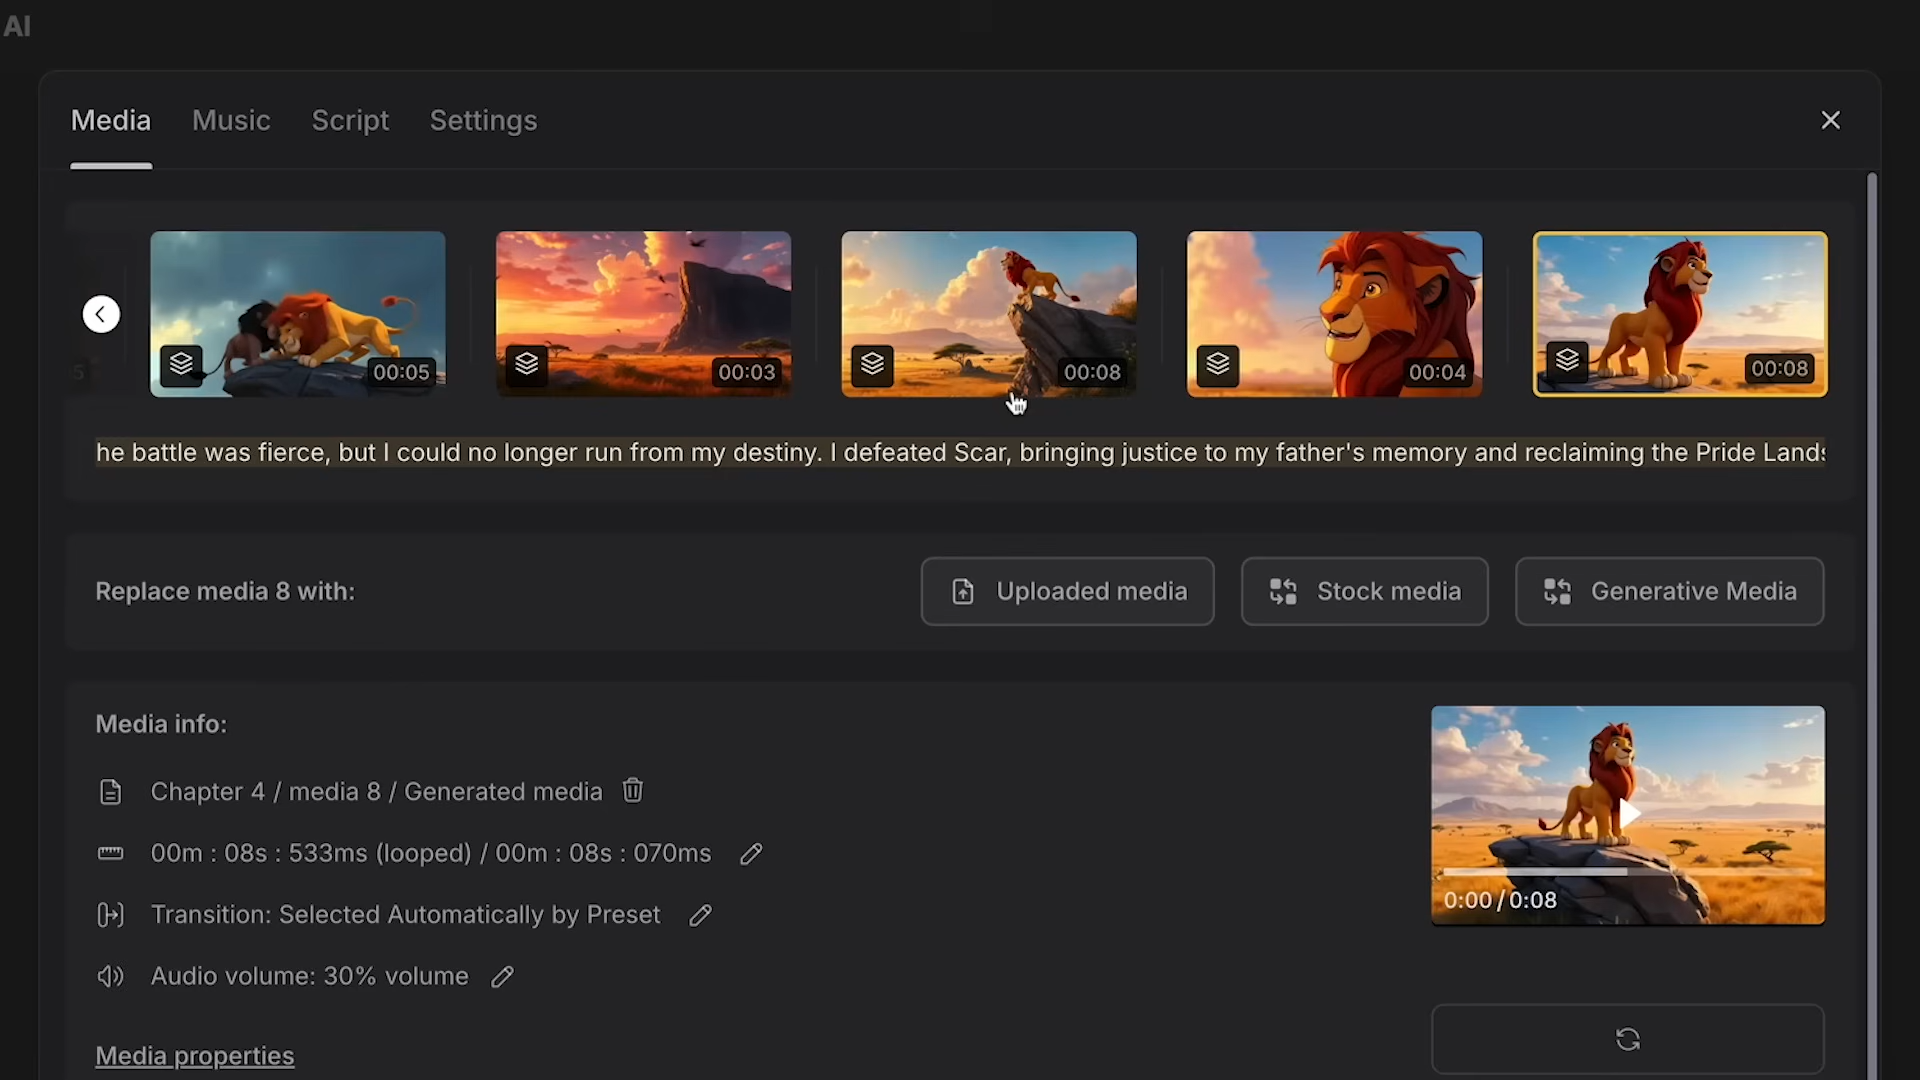 AI
Media Music Script Settings
5 00:05 00:03 00:08 00:04 00:08
he battle was fierce, but I could no longer run from my destiny. I defeated Scar, bringing justice to my father's memory and reclaiming the Pride Lands
Replace media 8 with: Uploaded media Stock media Generative Media
Media info:
Chapter 4 / media 8 / Generated media
00m : 08s : 533ms (looped) / 00m : 08s : 070ms
0:00 / 0:08
Transition: Selected Automatically by Preset
Audio volume: 30% volume
Media properties